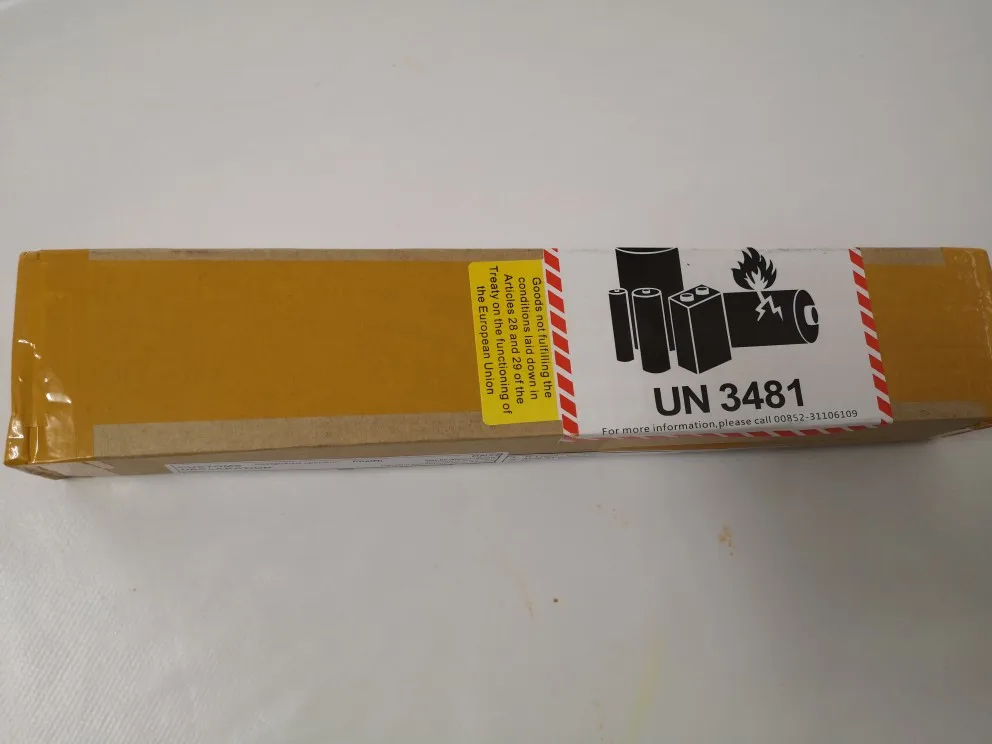 Goods not fulfilling the
conditions laid down in
Articles 28 and 29 of the
Treaty on the functioning of
the European Union
UN 3481
For more information,please call 00852-31106109